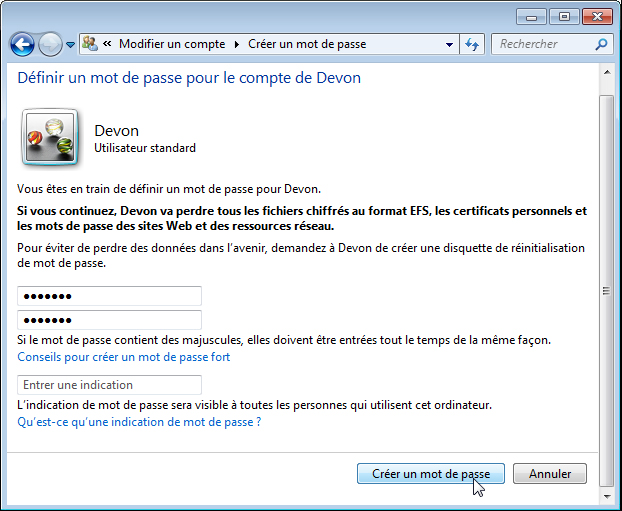 « Modifier un compte Créer un mot de passe Rechercher
Définir un mot de passe pour le compte de Devon
Devon
Utilisateur standard
Vous êtes en train de définir un mot de passe pour Devon.
Si vous continuez, Devon va perdre tous les fichiers chiffrés au format EFS, les certificats personnels et
les mots de passe des sites Web et des ressources réseau.
Pour éviter de perdre des données dans l'avenir, demandez à Devon de créer une disquette de réinitialisation
de mot de passe.
•••••••
•••••••
Si le mot de passe contient des majuscules, elles doivent être entrées tout le temps de la même façon.
Conseils pour créer un mot de passe fort
Entrer une indication
L'indication de mot de passe sera visible à toutes les personnes qui utilisent cet ordinateur.
Qu'est-ce qu'une indication de mot de passe ?
Créer un mot de passe Annuler